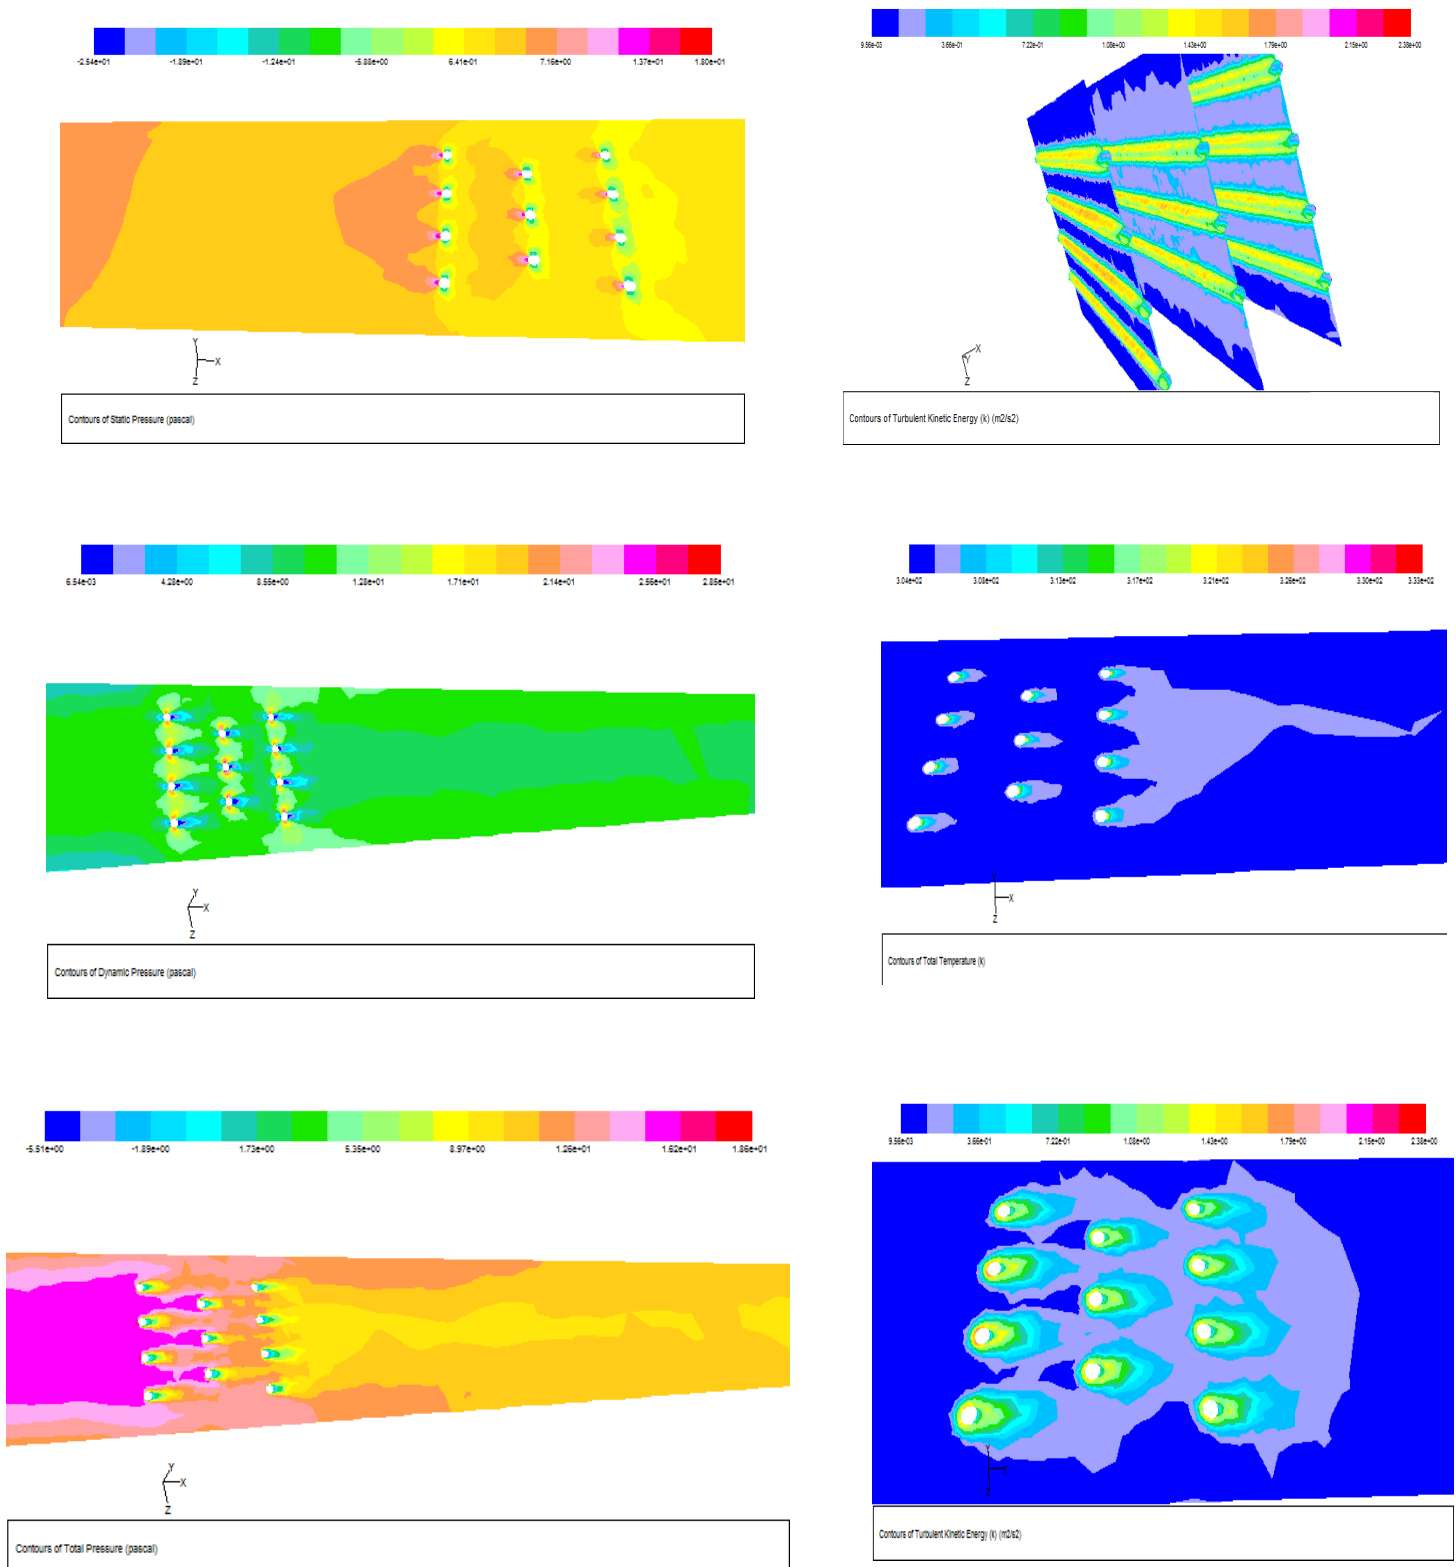 -2.54e+01 -1.89e+01 -1.24e+01 -5.88e+00 6.41e+01 7.16e+00 1.37e+01 1.80e+01
Y
X
Z
Contours of Static Pressure (pascal)
9.56e-03 3.66e-01 7.22e-01 1.08e+00 1.43e+00 1.79e+00 2.15e+00 2.38e+00
X
Y
Z
Contours of Turbulent Kinetic Energy (k) (m2/s2)
6.54e-03 4.28e+00 8.55e+00 1.28e+01 1.71e+01 2.14e+01 2.56e+01 2.85e+01
Y
X
Z
Contours of Dynamic Pressure (pascal)
3.04e+02 3.08e+02 3.13e+02 3.17e+02 3.21e+02 3.26e+02 3.30e+02 3.33e+02
Y
X
Z
Contours of Total Temperature (k)
-5.51e+00 -1.89e+00 1.73e+00 5.35e+00 8.97e+00 1.26e+01 1.62e+01 1.86e+01
Y
X
Z
Contours of Total Pressure (pascal)
9.56e-03 3.66e-01 7.22e-01 1.08e+00 1.43e+00 1.79e+00 2.15e+00 2.38e+00
Y
X
Z
Contours of Turbulent Kinetic Energy (k) (m2/s2)